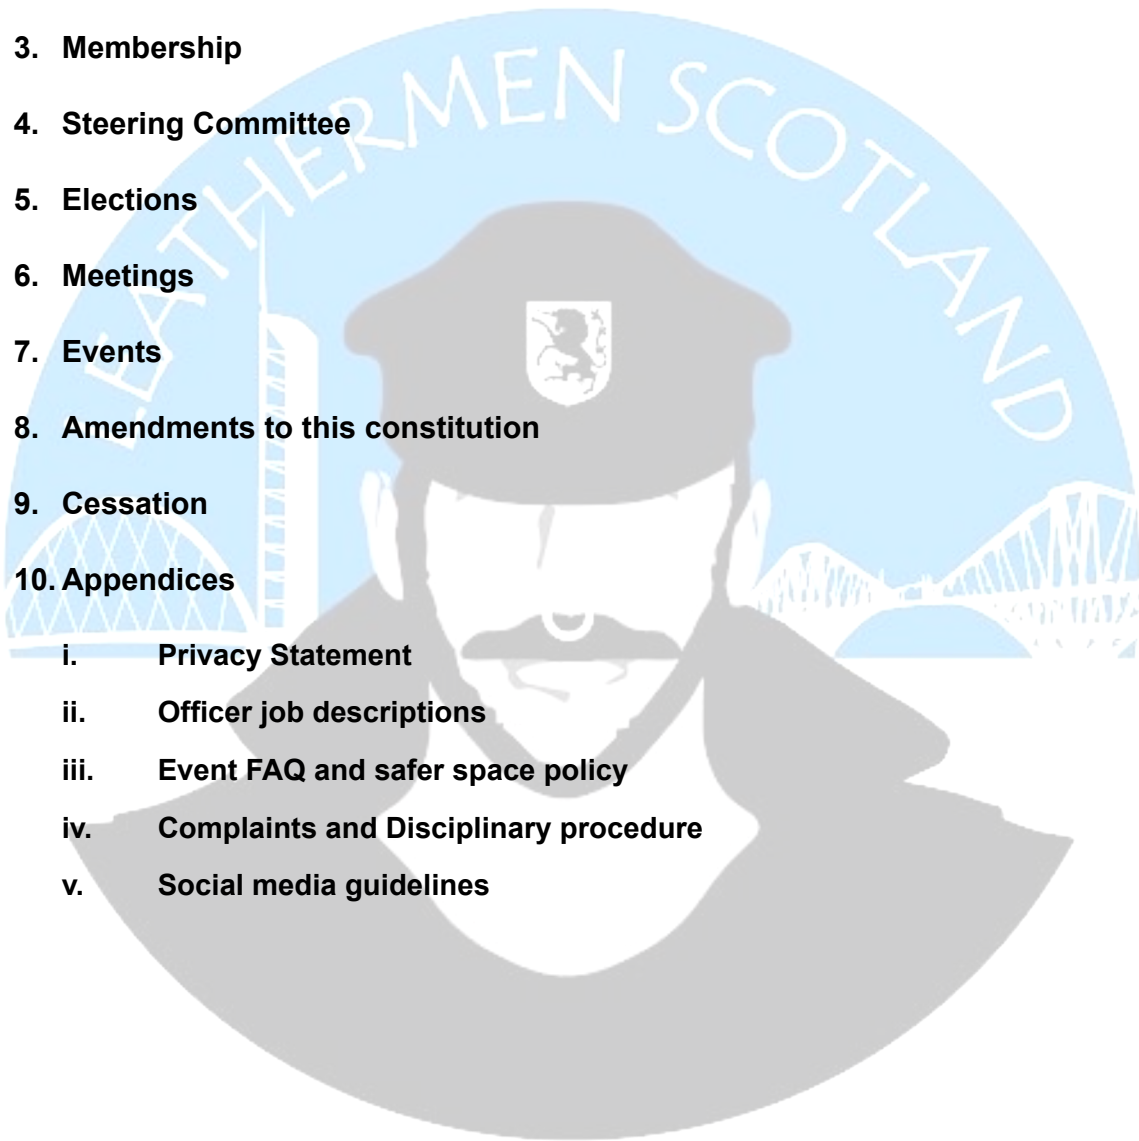 LEATHERMEN SCOTLAND
3. Membership
4. Steering Committee
5. Elections
6. Meetings
7. Events
8. Amendments to this constitution
9. Cessation
10. Appendices
i. Privacy Statement
ii. Officer job descriptions
iii. Event FAQ and safer space policy
iv. Complaints and Disciplinary procedure
v. Social media guidelines